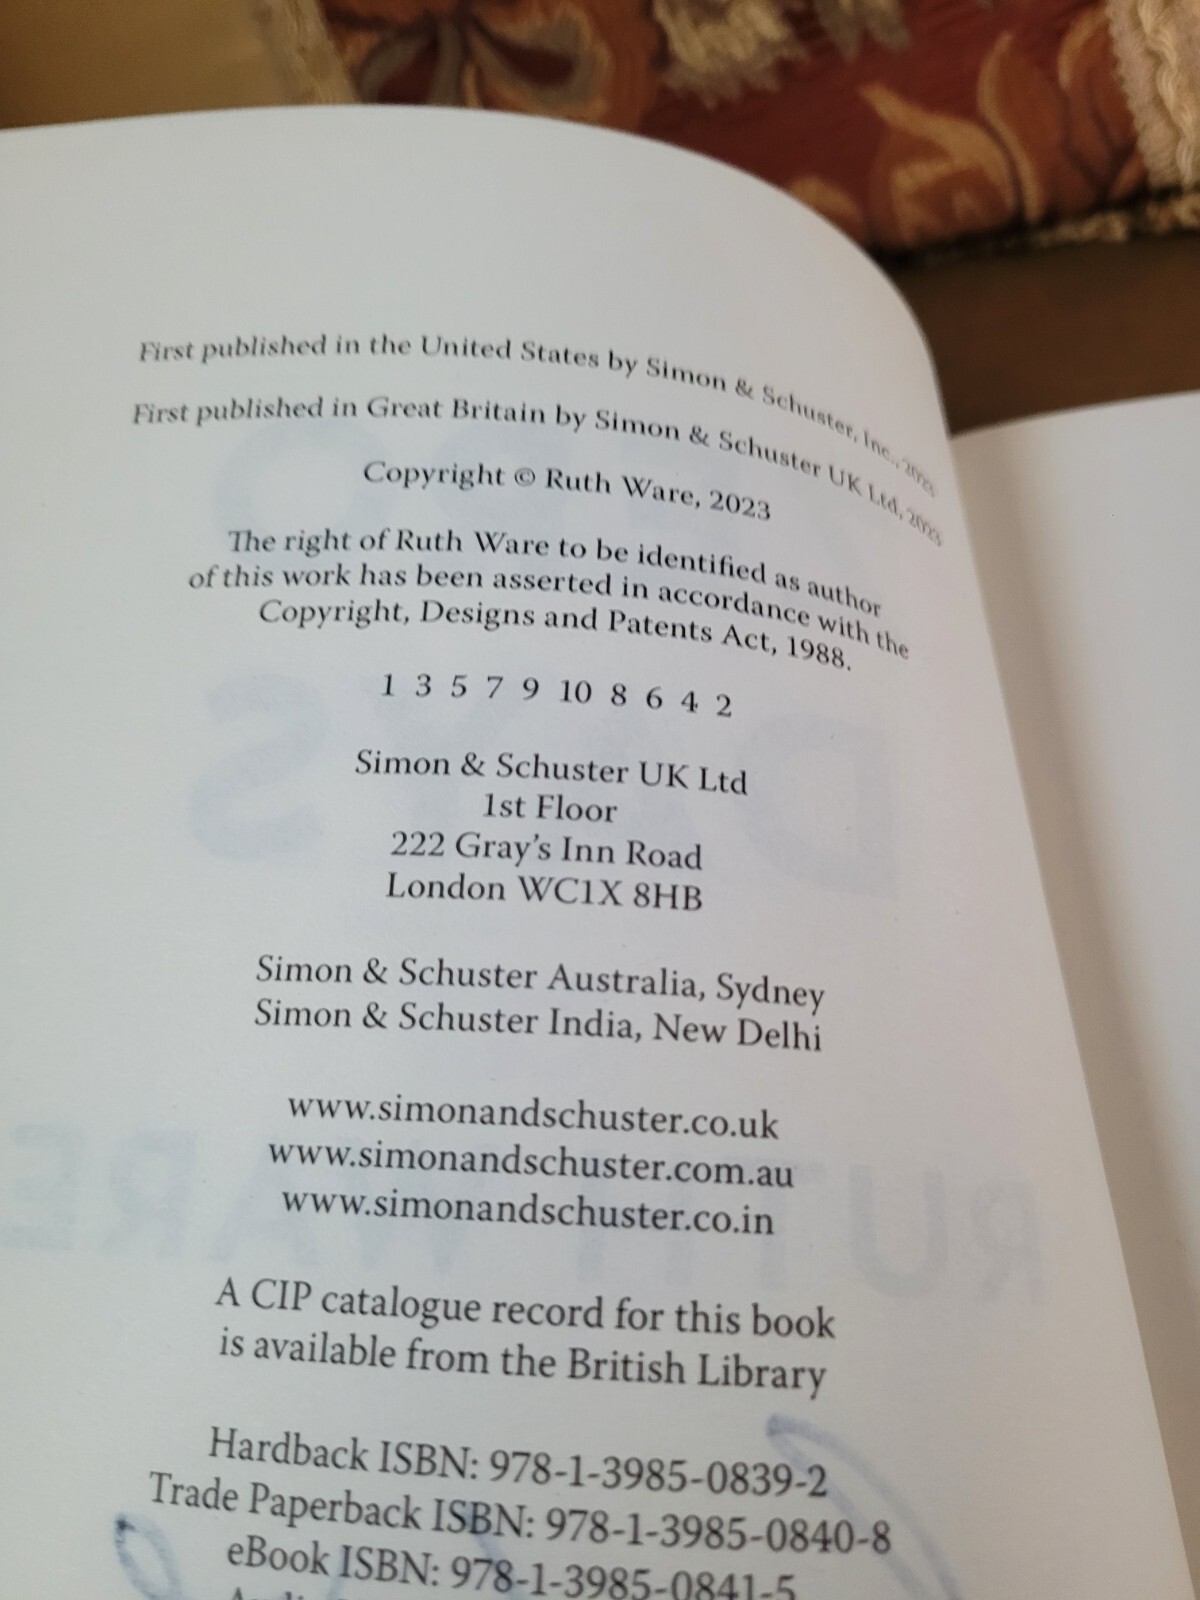 First published in the United States by Simon & Schuster, Inc., 2023
First published in Great Britain by Simon & Schuster UK Ltd, 2023
Copyright © Ruth Ware, 2023
The right of Ruth Ware to be identified as author
of this work has been asserted in accordance with the
Copyright, Designs and Patents Act, 1988.
1 3 5 7 9 10 8 6 4 2
Simon & Schuster UK Ltd
1st Floor
222 Gray's Inn Road
London WC1X 8HB
Simon & Schuster Australia, Sydney
Simon & Schuster India, New Delhi
www.simonandschuster.co.uk
www.simonandschuster.com.au
www.simonandschuster.co.in
A CIP catalogue record for this book
is available from the British Library
Hardback ISBN: 978-1-3985-0839-2
Trade Paperback ISBN: 978-1-3985-0840-8
eBook ISBN: 978-1-3985-0841-5